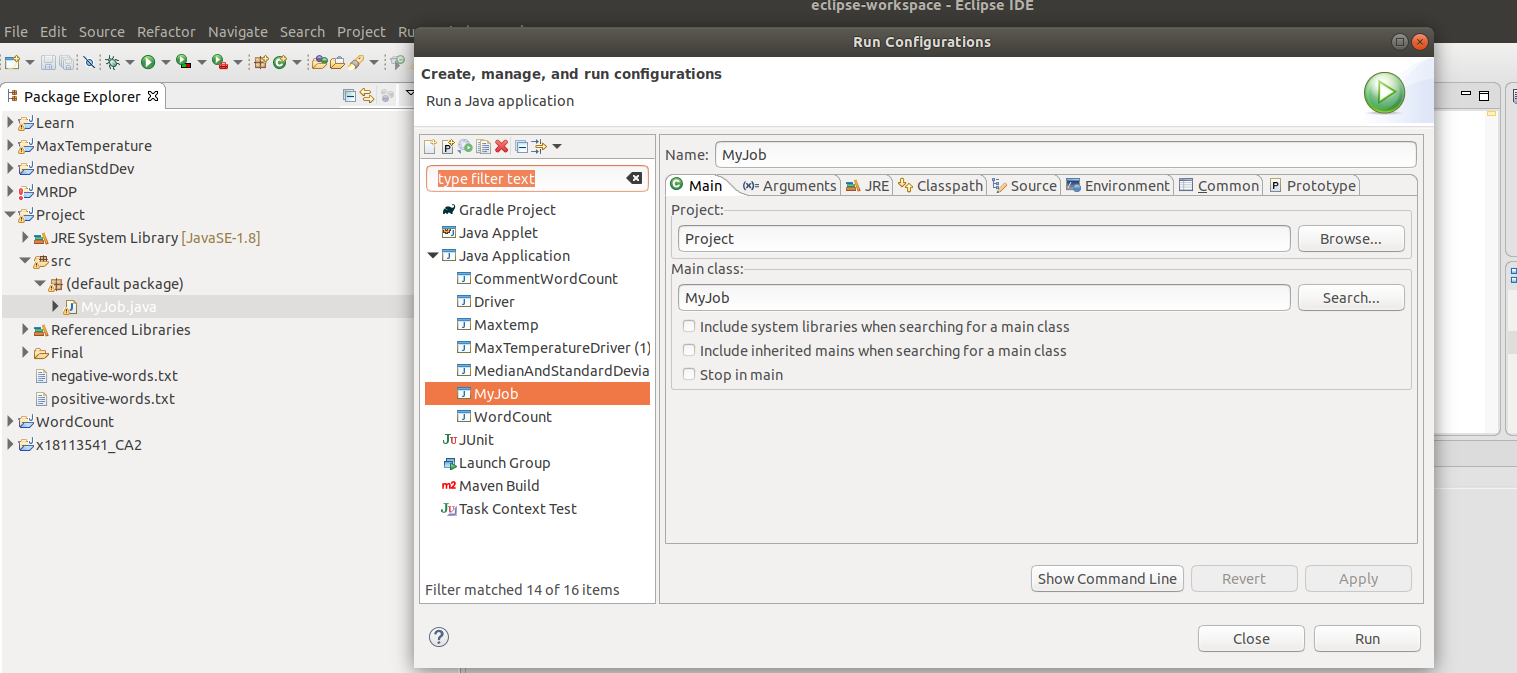 eclipse-workspace - Eclipse IDE
File Edit Source Refactor Navigate Search Project
Run Configurations
Package Explorer
Learn
MaxTemperature
medianStdDev
MRDP
Project
JRE System Library [JavaSE-1.8]
src
(default package)
MyJob.java
Referenced Libraries
Final
negative-words.txt
positive-words.txt
WordCount
x18113541_CA2
Create, manage, and run configurations
Run a Java application
type filter text
Gradle Project
Java Applet
Java Application
CommentWordCount
Driver
Maxtemp
MaxTemperatureDriver (1)
MedianAndStandardDevia
MyJob
WordCount
JUnit
Launch Group
Maven Build
Task Context Test
Filter matched 14 of 16 items
Name: MyJob
Main Arguments JRE Classpath Source Environment Common Prototype
Project:
Project Browse...
Main class:
MyJob Search...
Include system libraries when searching for a main class
Include inherited mains when searching for a main class
Stop in main
Show Command Line Revert Apply
Close Run